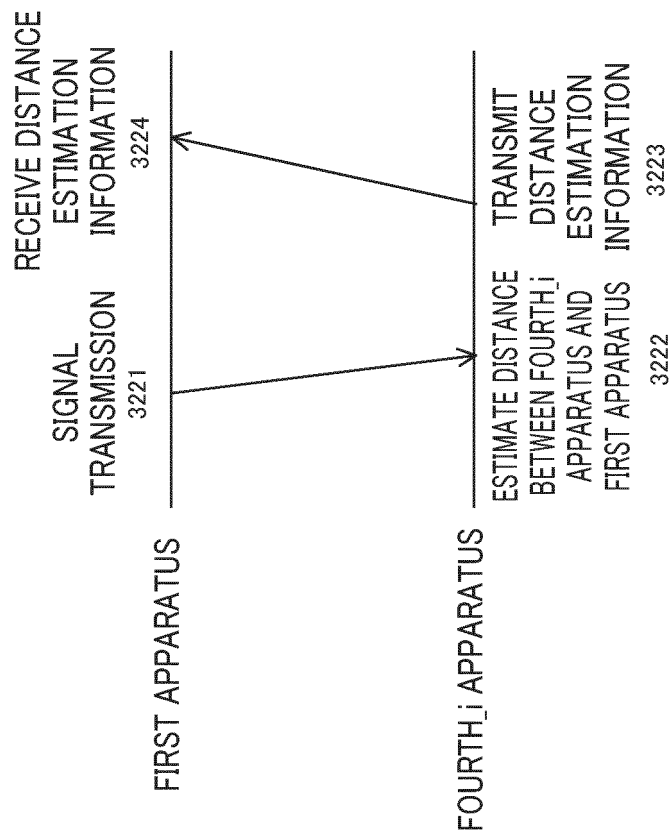 SIGNAL
TRANSMISSION
3221
RECEIVE DISTANCE
ESTIMATION
INFORMATION
3224
FIRST APPARATUS
FOURTH_i APPARATUS
ESTIMATE DISTANCE
BETWEEN FOURTH_i
APPARATUS AND
FIRST APPARATUS
3222
TRANSMIT
DISTANCE
ESTIMATION
INFORMATION
3223